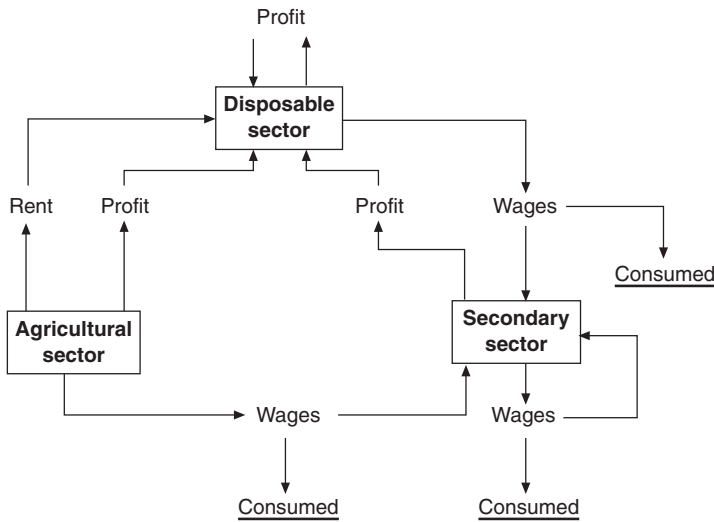 Profit
Disposable
sector
Rent
Profit
Profit
Wages
Consumed
Agricultural
sector
Secondary
sector
Wages
Wages
Consumed
Consumed